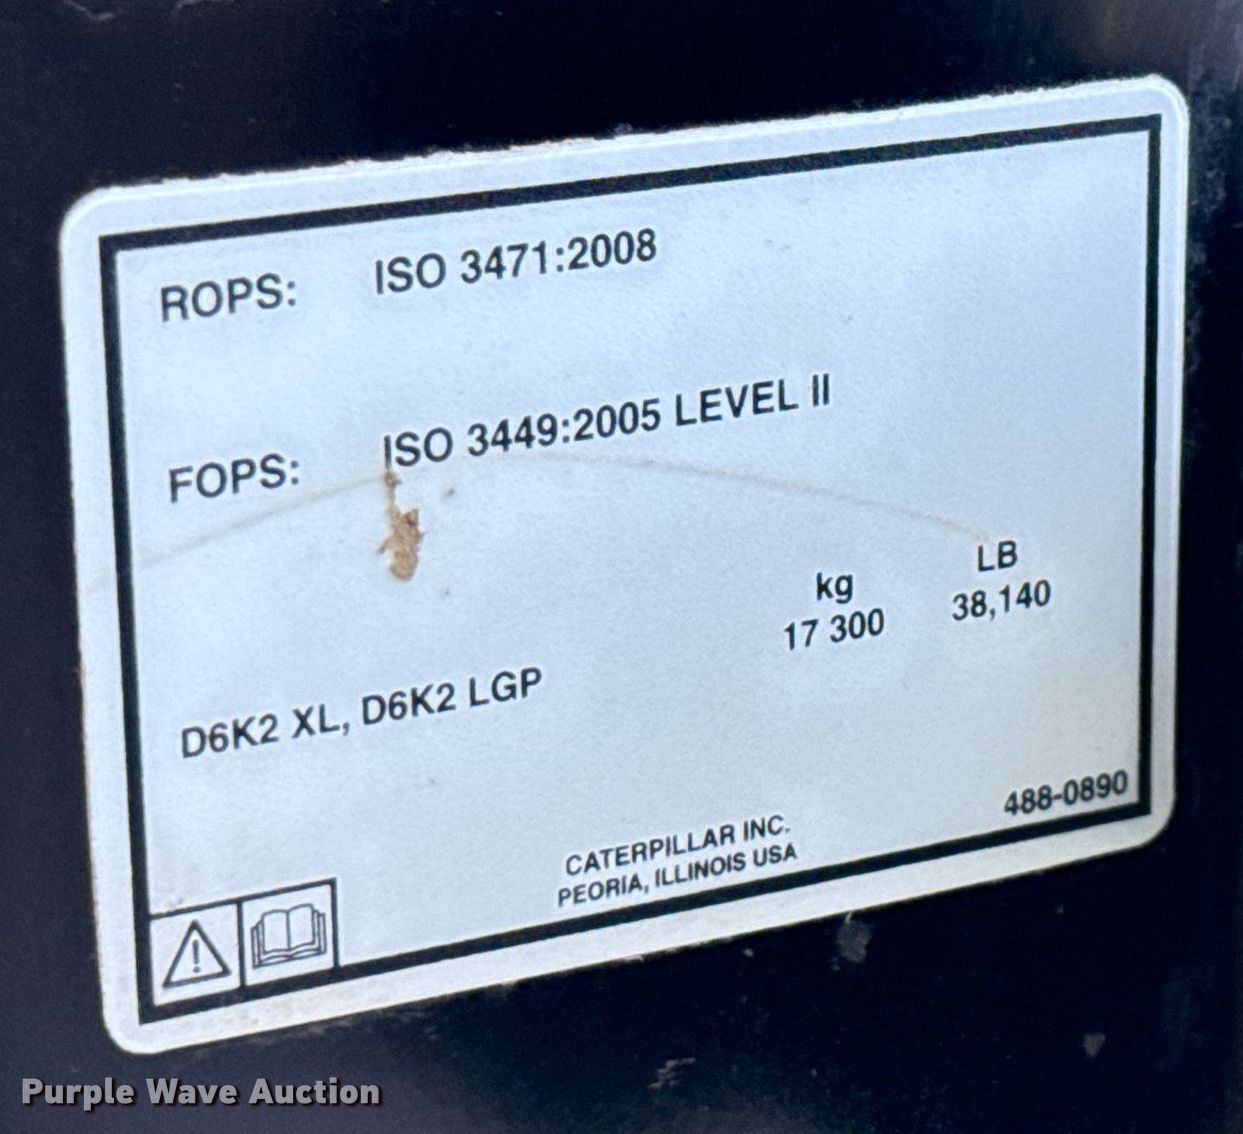 ROPS: ISO 3471:2008
FOPS: ISO 3449:2005 LEVEL II
kg LB
17 300 38,140
D6K2 XL, D6K2 LGP
488-0890
CATERPILLAR INC.
PEORIA, ILLINOIS USA
Purple Wave Auction